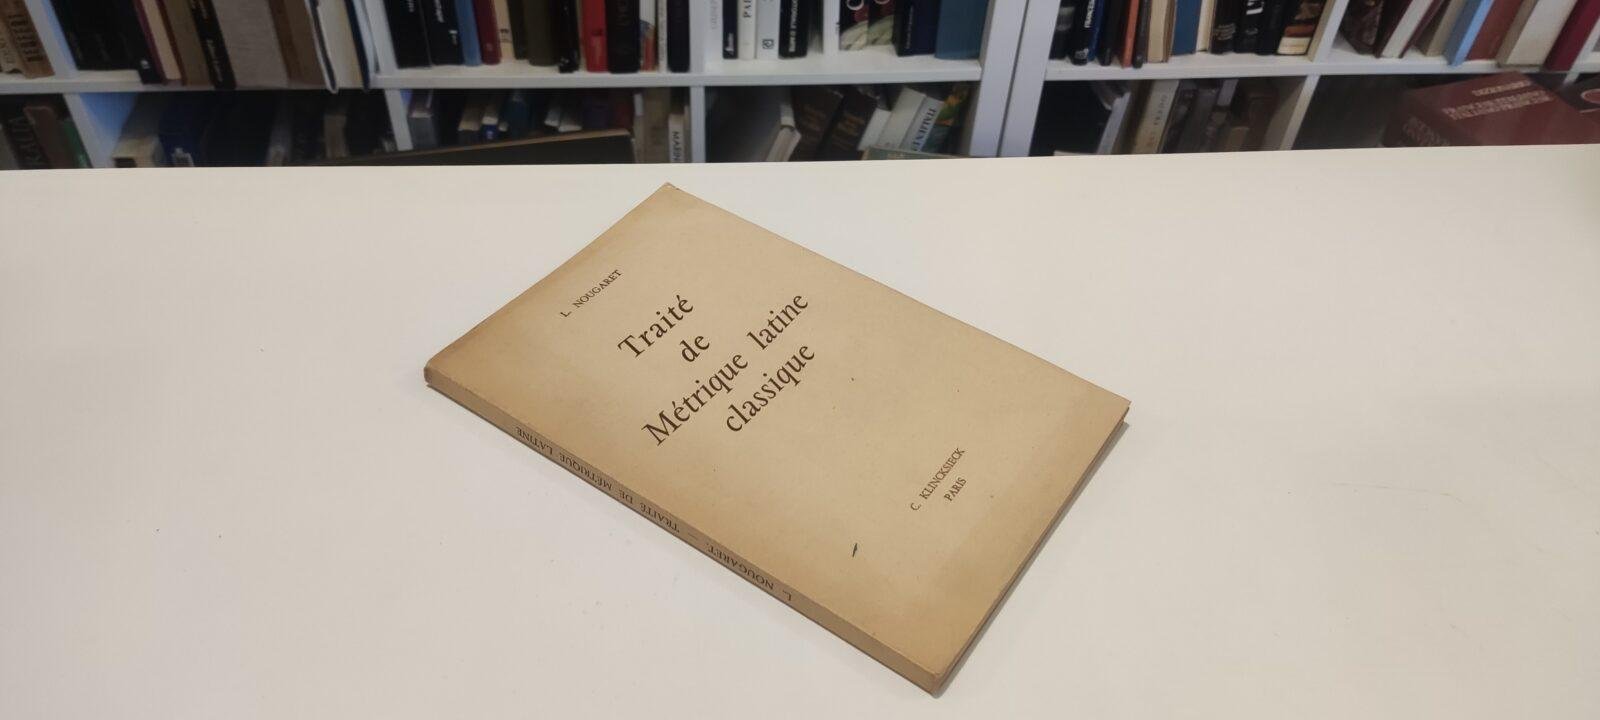 L. NOUGARET
Traité
de
Métrique latine
classique
C. KLINCKSIECK
PARIS
L. NOUGARET. — TRAITÉ DE MÉTRIQUE LATINE